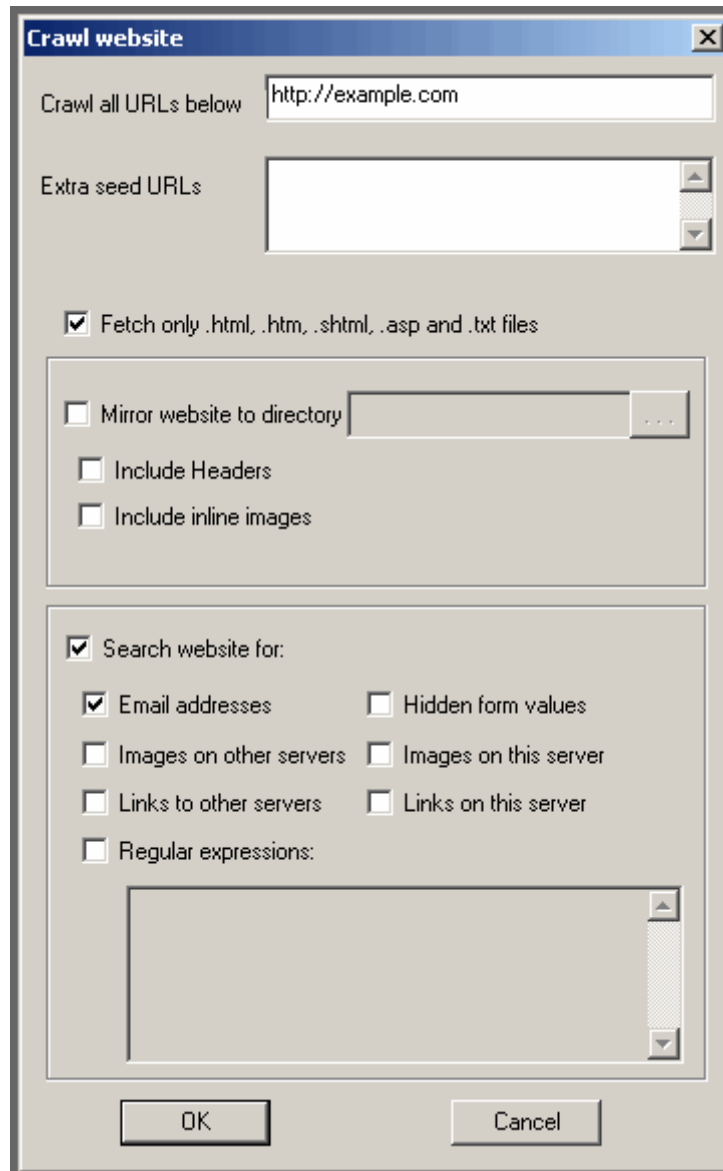 Crawl website
Crawl all URLs below
http://example.com
Extra seed URLs
Fetch only .html, .htm, .shtml, .asp and .txt files
Mirror website to directory
...
Include Headers
Include inline images
Search website for:
Email addresses
Hidden form values
Images on other servers
Images on this server
Links to other servers
Links on this server
Regular expressions:
OK
Cancel